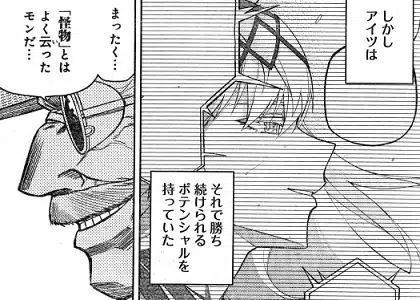 しかし
アイツは
それで勝ち
続けられる
ポテンシャルを
持っていた
まったく…
「怪物」とは
よく云った
モンだ…